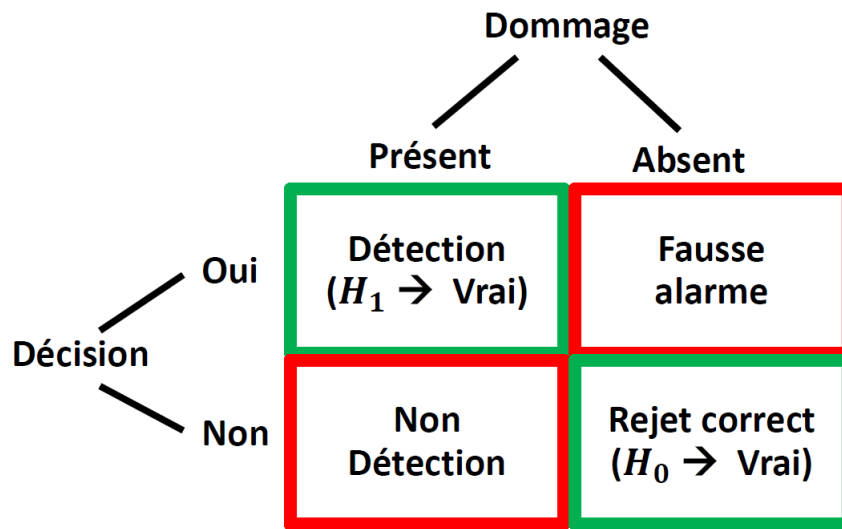 Dommage
Présent
Absent
Oui
Détection
(H₁ → Vrai)
Fausse
alarme
Décision
Non
Non
Détection
Rejet correct
(H₀ → Vrai)